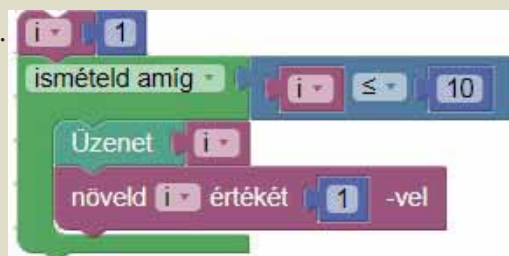 i 1
ismételd amíg i ≤ 10
Üzenet i
növeld i értékét 1 -vel